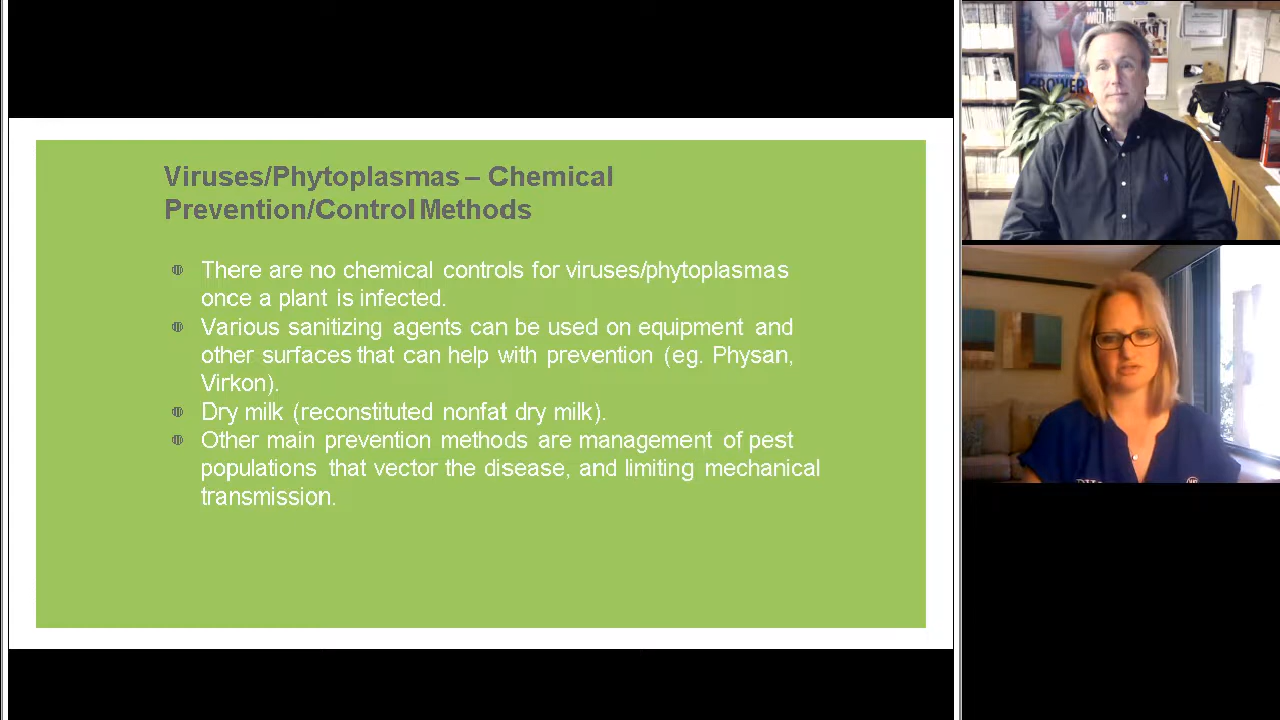 Viruses/Phytoplasmas – Chemical
Prevention/Control Methods
There are no chemical controls for viruses/phytoplasmas
once a plant is infected.
Various sanitizing agents can be used on equipment and
other surfaces that can help with prevention (eg. Physan,
Virkon).
Dry milk (reconstituted nonfat dry milk).
Other main prevention methods are management of pest
populations that vector the disease, and limiting mechanical
transmission.
with
GROWER